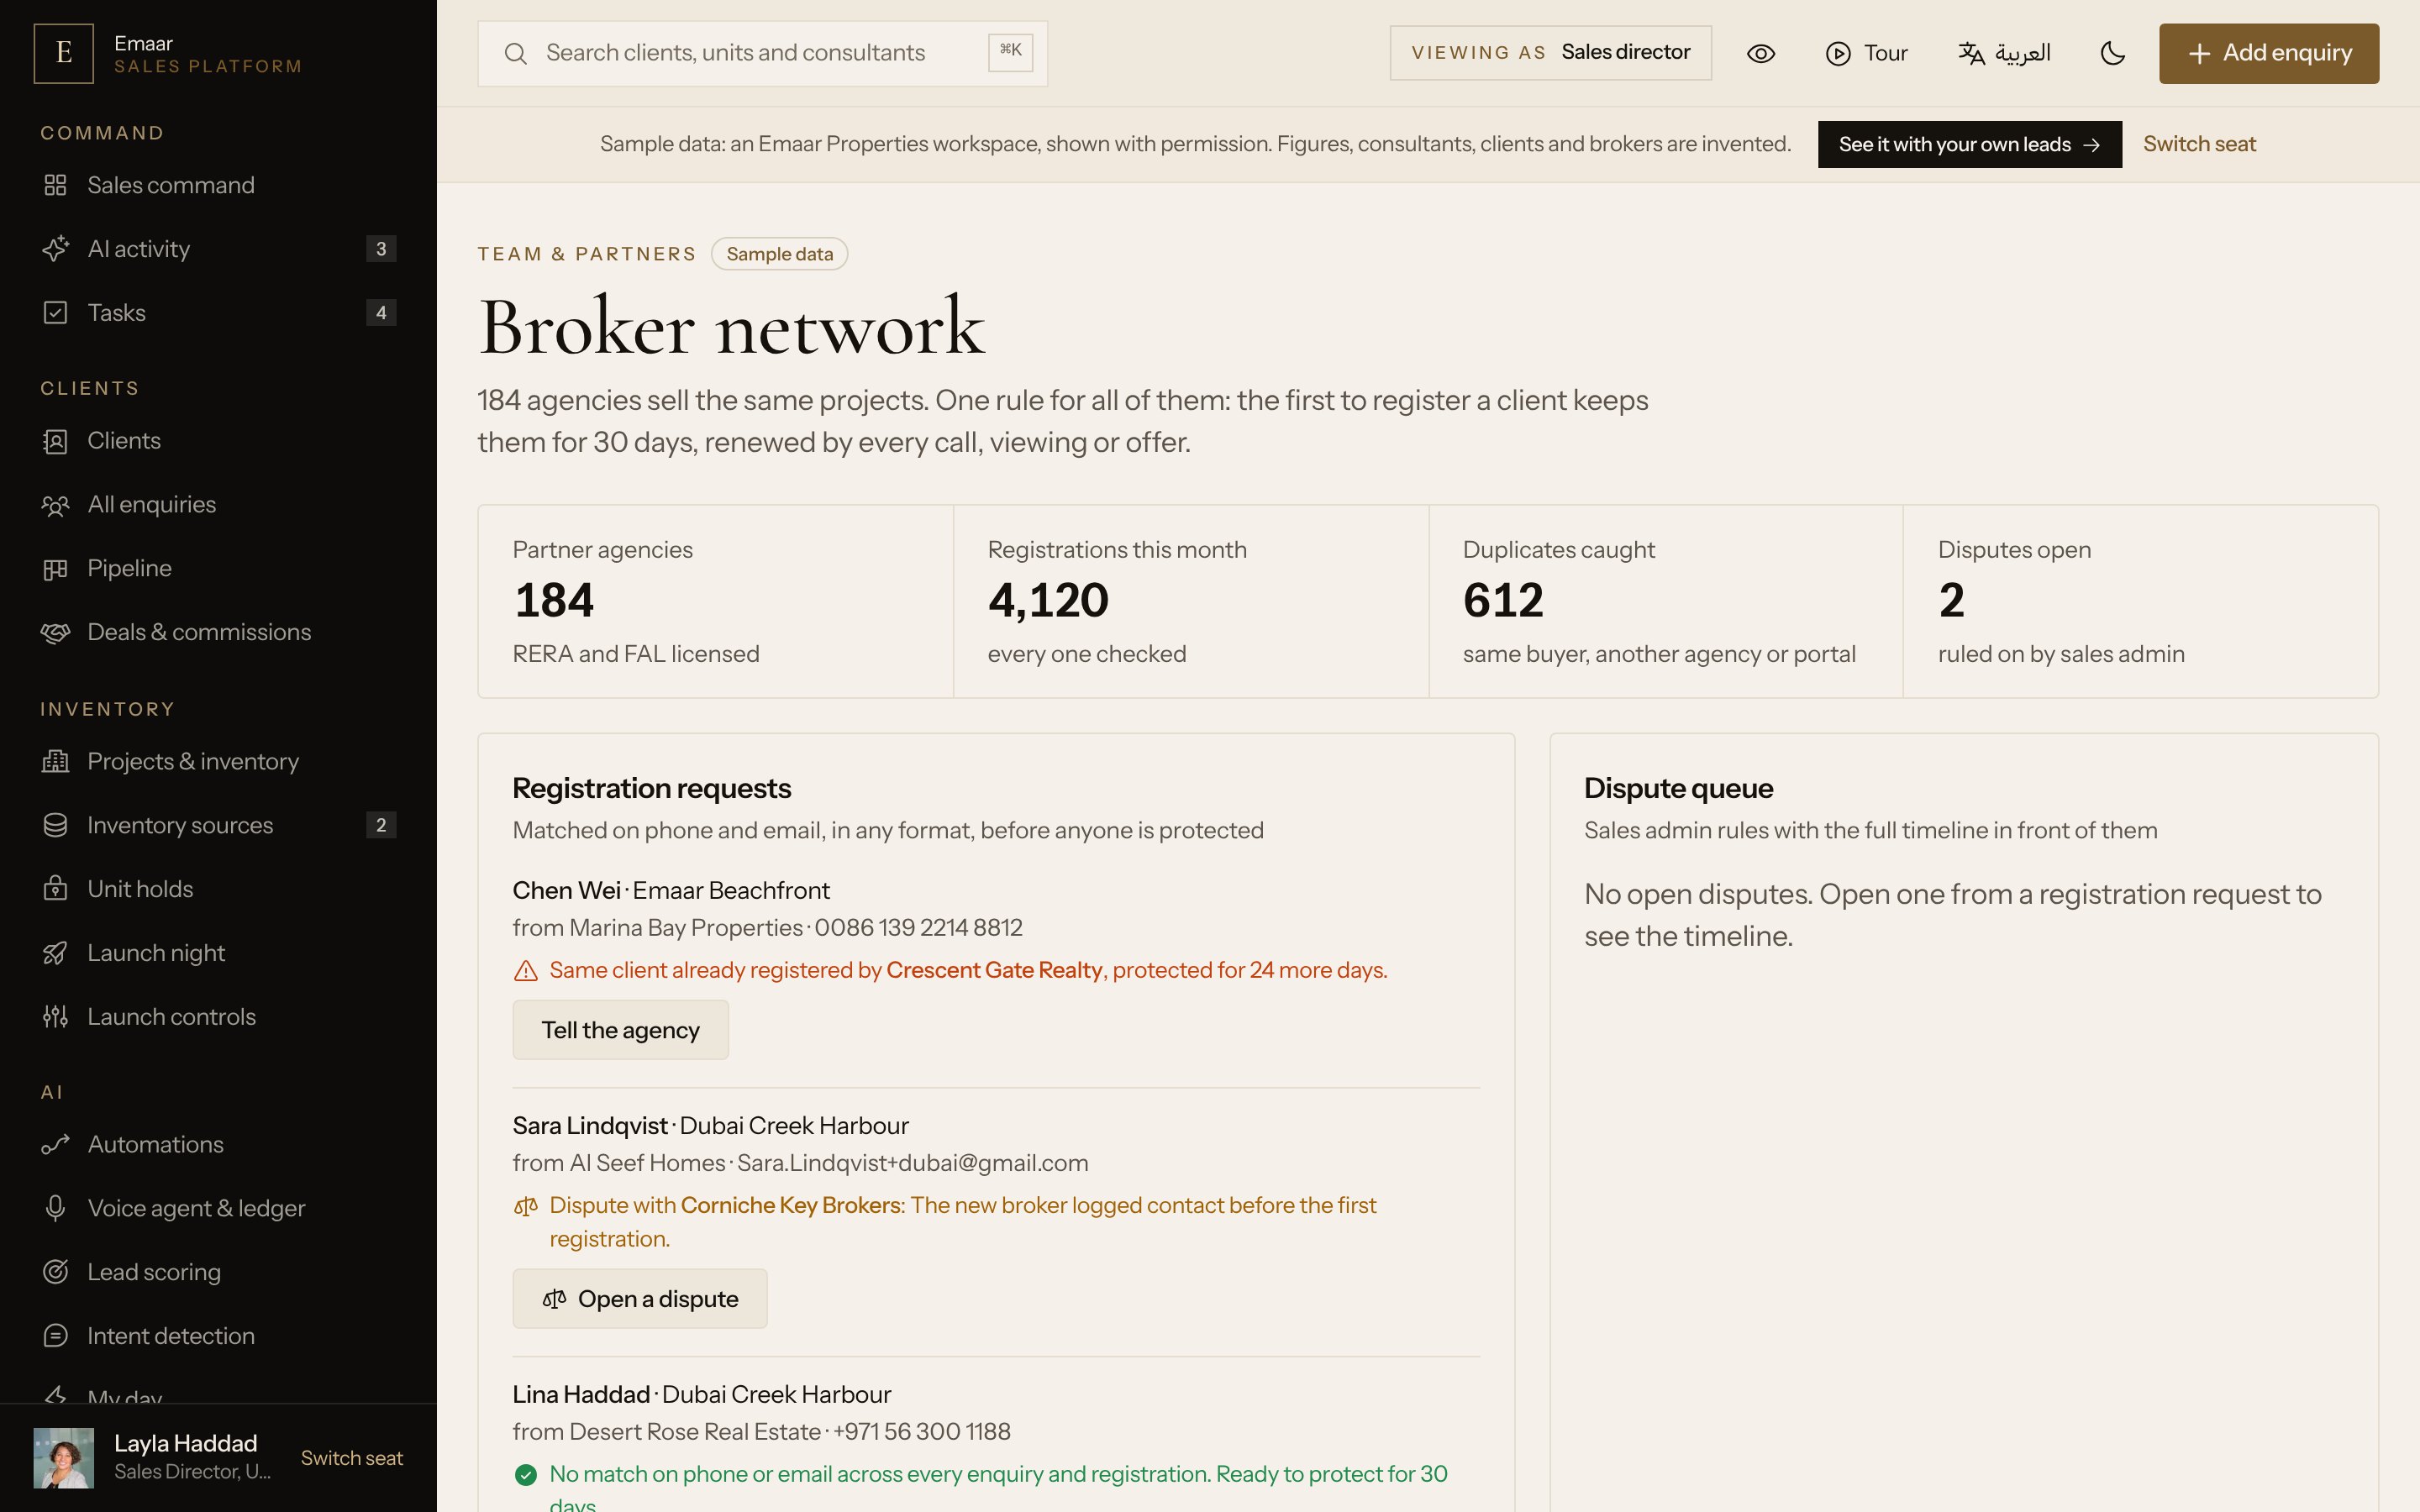 E
Emaar
SALES PLATFORM
COMMAND
Sales command
AI activity 3
Tasks 4
CLIENTS
Clients
All enquiries
Pipeline
Deals & commissions
INVENTORY
Projects & inventory
Inventory sources 2
Unit holds
Launch night
Launch controls
AI
Automations
Voice agent & ledger
Lead scoring
Intent detection
My day
Layla Haddad
Sales Director, U...
Switch seat
Search clients, units and consultants ⌘K
VIEWING AS Sales director
Tour
العربية
Add enquiry
Sample data: an Emaar Properties workspace, shown with permission. Figures, consultants, clients and brokers are invented.
See it with your own leads →
Switch seat
TEAM & PARTNERS Sample data
Broker network
184 agencies sell the same projects. One rule for all of them: the first to register a client keeps
them for 30 days, renewed by every call, viewing or offer.
Partner agencies
184
RERA and FAL licensed
Registrations this month
4,120
every one checked
Duplicates caught
612
same buyer, another agency or portal
Disputes open
2
ruled on by sales admin
Registration requests
Matched on phone and email, in any format, before anyone is protected
Chen Wei · Emaar Beachfront
from Marina Bay Properties · 0086 139 2214 8812
Same client already registered by Crescent Gate Realty, protected for 24 more days.
Tell the agency
Sara Lindqvist · Dubai Creek Harbour
from Al Seef Homes · Sara.Lindqvist+dubai@gmail.com
Dispute with Corniche Key Brokers: The new broker logged contact before the first
registration.
Open a dispute
Lina Haddad · Dubai Creek Harbour
from Desert Rose Real Estate · +971 56 300 1188
No match on phone or email across every enquiry and registration. Ready to protect for 30
days.
Dispute queue
Sales admin rules with the full timeline in front of them
No open disputes. Open one from a registration request to
see the timeline.